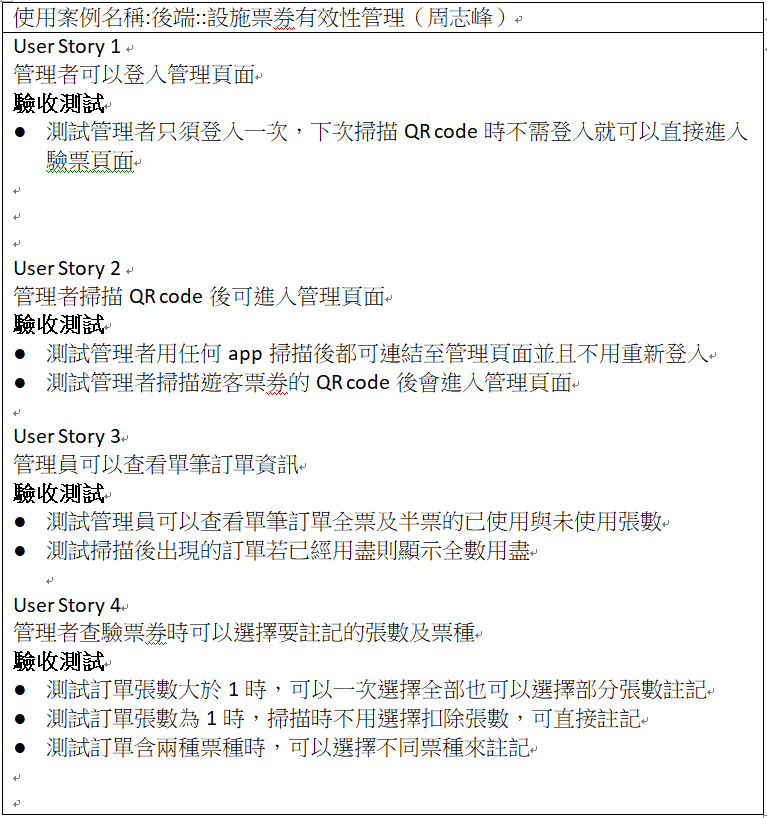 使用案例名稱:後端::設施票券有效性管理（周志峰）
User Story 1
管理者可以登入管理頁面
驗收測試
● 測試管理者只須登入一次，下次掃描 QR code 時不需登入就可以直接進入
驗票頁面
User Story 2
管理者掃描 QR code 後可進入管理頁面
驗收測試
● 測試管理者用任何 app 掃描後都可連結至管理頁面並且不用重新登入
● 測試管理者掃描遊客票券的 QR code 後會進入管理頁面
User Story 3
管理員可以查看單筆訂單資訊
驗收測試
● 測試管理員可以查看單筆訂單全票及半票的已使用與未使用張數
● 測試掃描後出現的訂單若已經用盡則顯示全數用盡
User Story 4
管理者查驗票券時可以選擇要註記的張數及票種
驗收測試
● 測試訂單張數大於 1 時，可以一次選擇全部也可以選擇部分張數註記
● 測試訂單張數為 1 時，掃描時不用選擇扣除張數，可直接註記
● 測試訂單含兩種票種時，可以選擇不同票種來註記